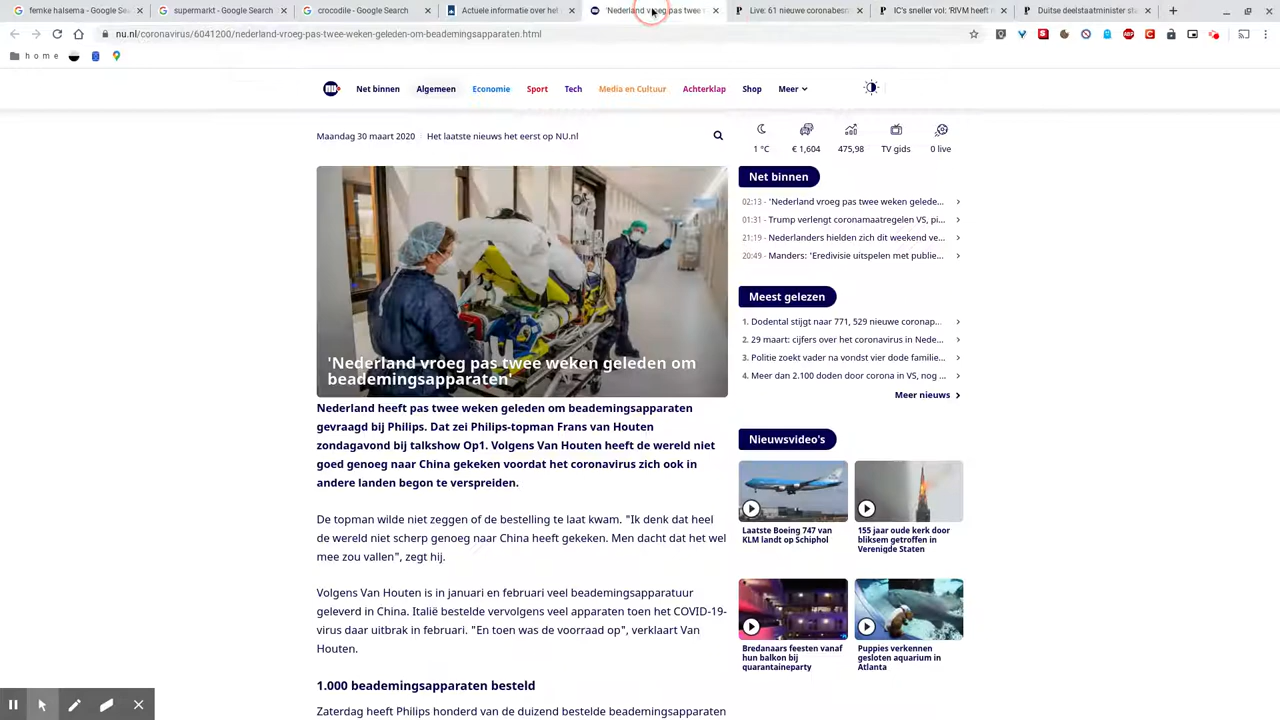 femke halsema - Google Se
supermarkt - Google Search
crocodile - Google Search
Actuele informatie over het
'Nederland vroeg pas twee
Live: 61 nieuwe coronabesm
IC's sneller vol: 'RIVM heeft
Duitse deelstaatminister sta
nu.nl/coronavirus/6041200/nederland-vroeg-pas-twee-weken-geleden-om-beademingsapparaten.html
home
NU
Net binnen
Algemeen
Economie
Sport
Tech
Media en Cultuur
Achterklap
Shop
Meer
Maandag 30 maart 2020
Het laatste nieuws het eerst op NU.nl
1 °C
€ 1,604
475,98
TV gids
0 live
'Nederland vroeg pas twee weken geleden om
beademingsapparaten'
Nederland heeft pas twee weken geleden om beademingsapparaten
gevraagd bij Philips. Dat zei Philips-topman Frans van Houten
zondagavond bij talkshow Op1. Volgens Van Houten heeft de wereld niet
goed genoeg naar China gekeken voordat het coronavirus zich ook in
andere landen begon te verspreiden.
De topman wilde niet zeggen of de bestelling te laat kwam. "Ik denk dat heel
de wereld niet scherp genoeg naar China heeft gekeken. Men dacht dat het wel
mee zou vallen", zegt hij.
Volgens Van Houten is in januari en februari veel beademingsapparatuur
geleverd in China. Italië bestelde vervolgens veel apparaten toen het COVID-19-
virus daar uitbrak in februari. "En toen was de voorraad op", verklaart Van
Houten.
1.000 beademingsapparaten besteld
Zaterdag heeft Philips honderd van de duizend bestelde beademingsapparaten
Net binnen
02:13 - 'Nederland vroeg pas twee weken gelede...
01:31 - Trump verlengt coronamaatregelen VS, pi...
21:19 - Nederlanders hielden zich dit weekend ve...
20:49 - Manders: 'Eredivisie uitspelen met publie...
Meest gelezen
1. Dodental stijgt naar 771, 529 nieuwe coronap...
2. 29 maart: cijfers over het coronavirus in Nede...
3. Politie zoekt vader na vondst vier dode familie...
4. Meer dan 2.100 doden door corona in VS, nog ...
Meer nieuws
Nieuwsvideo's
Laatste Boeing 747 van
KLM landt op Schiphol
155 jaar oude kerk door
bliksem getroffen in
Verenigde Staten
Bredanaars feesten vanaf
hun balkon bij
quarantaineparty
Puppies verkennen
gesloten aquarium in
Atlanta